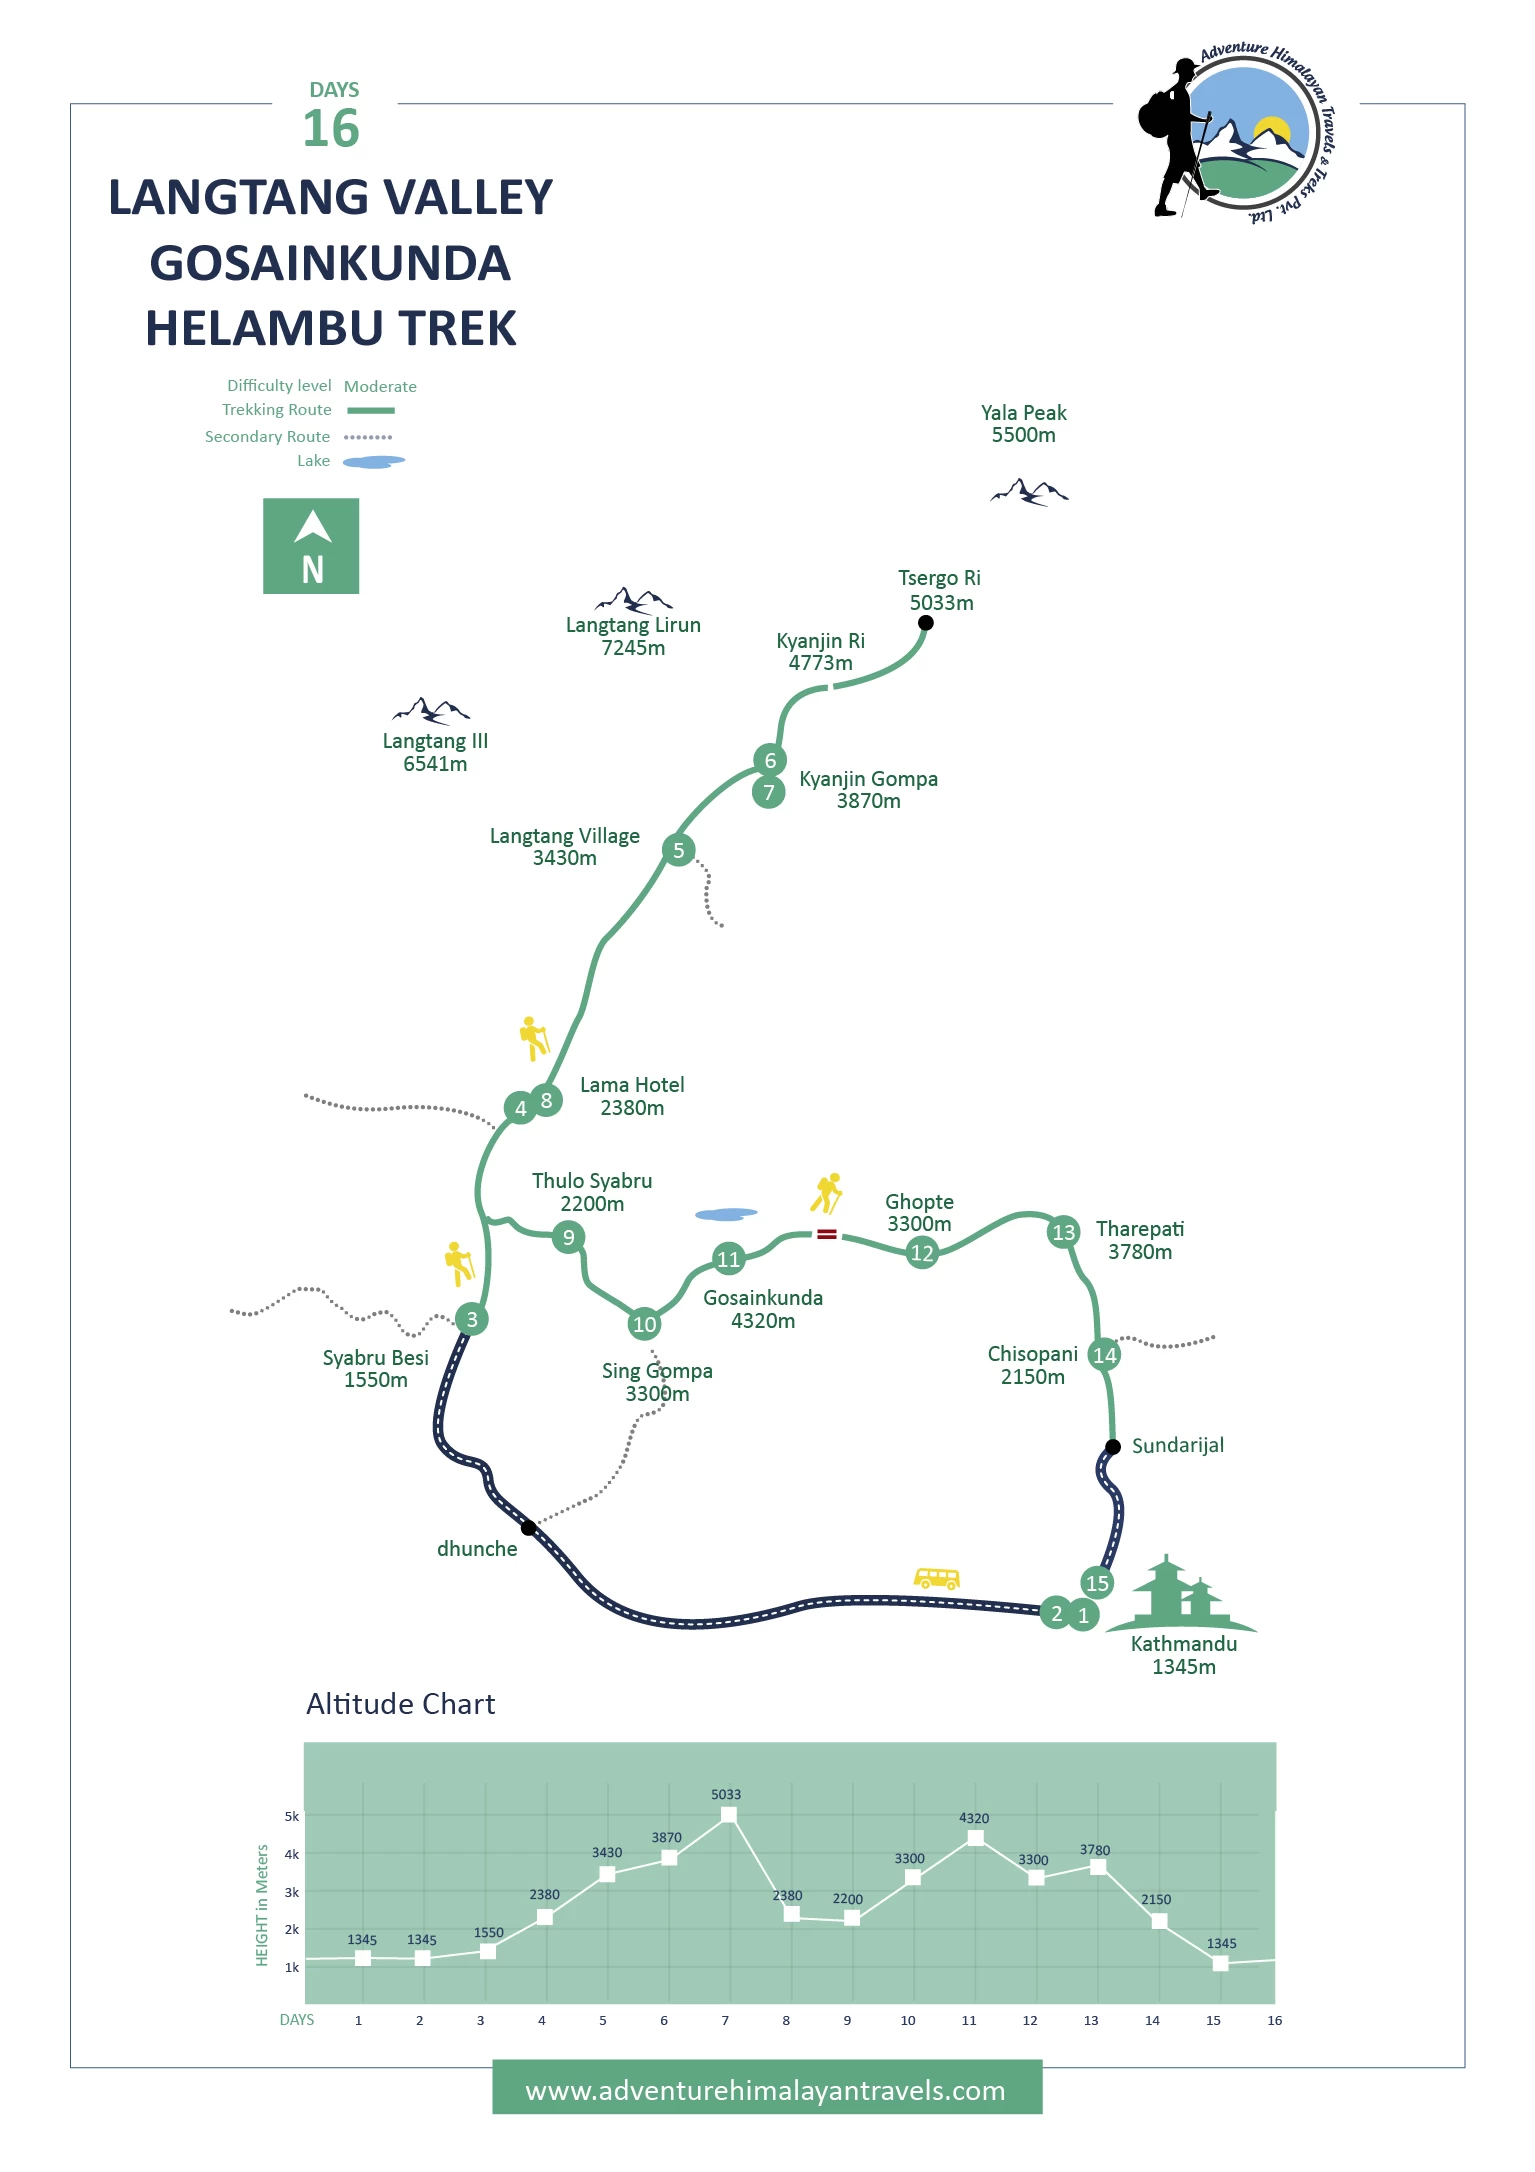 Adventure Himalayan Travels & Treks Pvt. Ltd.
DAYS
16
LANGTANG VALLEY
GOSAINKUNDA
HELAMBU TREK
Difficulty level Moderate
Trekking Route
Secondary Route
Lake
N
Yala Peak
5500m
Tsergo Ri
5033m
Langtang Lirun
7245m
Kyanjin Ri
4773m
Langtang III
6541m
6
7
Kyanjin Gompa
3870m
Langtang Village
3430m
5
Lama Hotel
2380m
4
8
Thulo Syabru
2200m
9
Ghopte
3300m
12
13
Tharepati
3780m
11
Gosainkunda
4320m
10
Sing Gompa
3300m
3
Syabru Besi
1550m
Chisopani
2150m
14
Sundarijal
dhunche
15
2
1
Kathmandu
1345m
Altitude Chart
HEIGHT in Meters
5k
4k
3k
2k
1k
1345
1345
1550
2380
3430
3870
5033
2380
2200
3300
4320
3300
3780
2150
1345
DAYS 1 2 3 4 5 6 7 8 9 10 11 12 13 14 15 16
www.adventurehimalayantravels.com